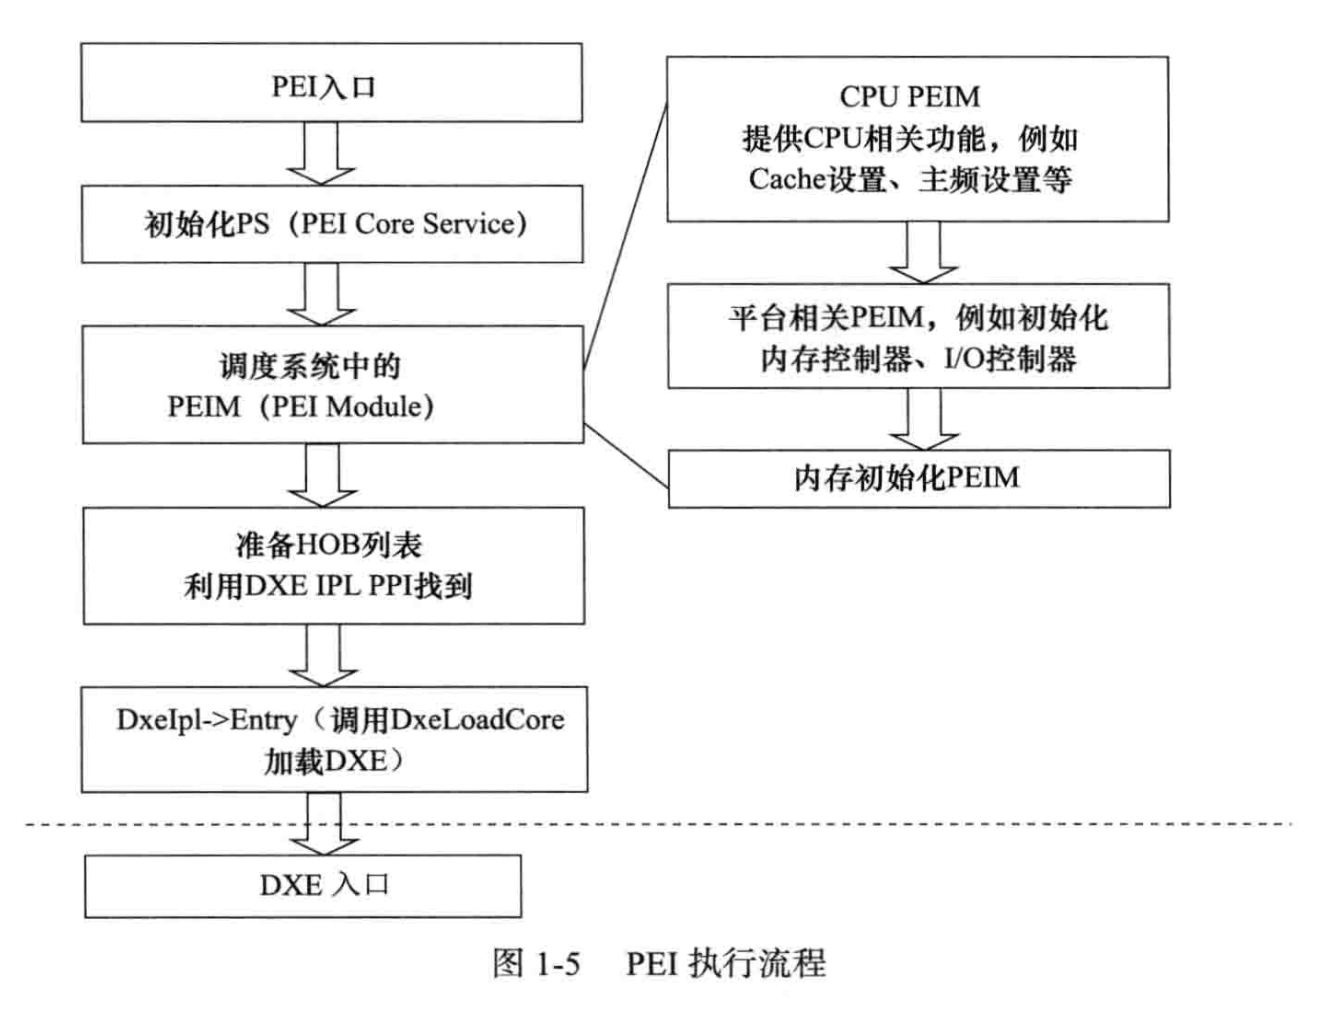 PEI入口
初始化PS（PEI Core Service）
调度系统中的
PEIM（PEI Module）
准备HOB列表
利用DXE IPL PPI找到
DxeIpl->Entry（调用DxeLoadCore
加载DXE）
DXE 入口
CPU PEIM
提供CPU相关功能，例如
Cache设置、主频设置等
平台相关PEIM，例如初始化
内存控制器、I/O控制器
内存初始化PEIM
图 1-5 PEI 执行流程